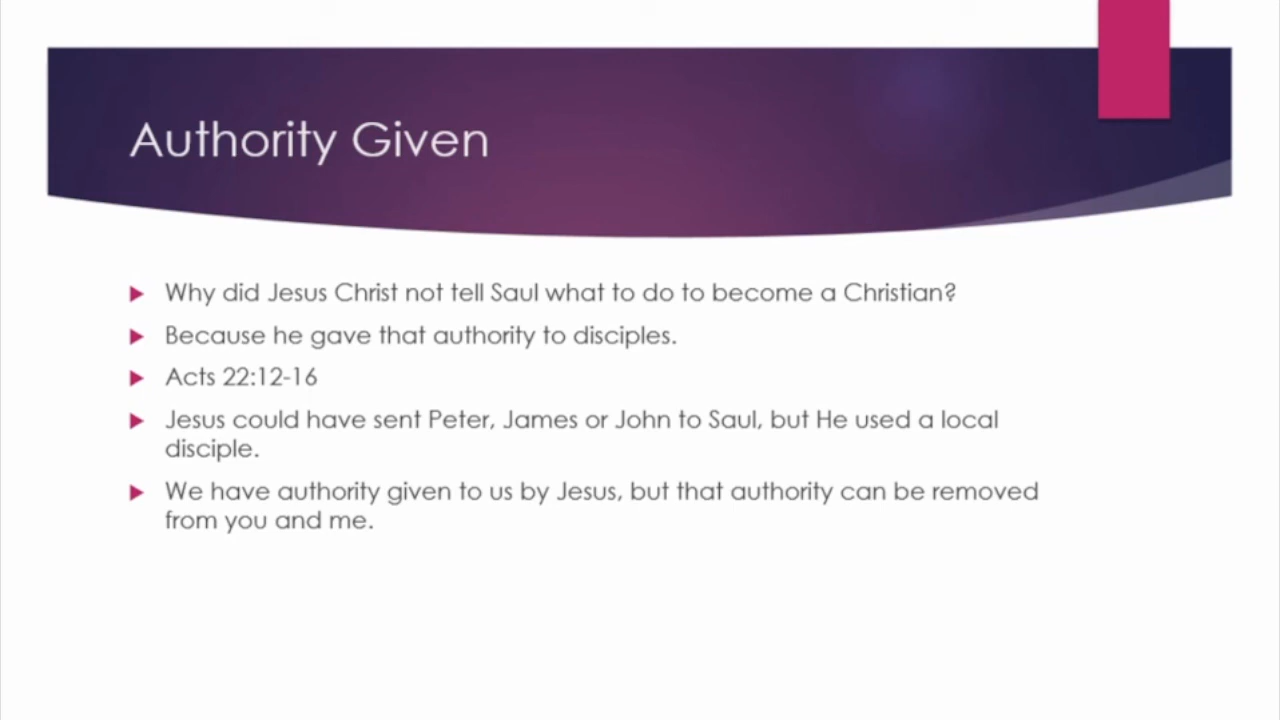 Authority Given
Why did Jesus Christ not tell Saul what to do to become a Christian?
Because he gave that authority to disciples.
Acts 22:12-16
Jesus could have sent Peter, James or John to Saul, but He used a local
disciple.
We have authority given to us by Jesus, but that authority can be removed
from you and me.